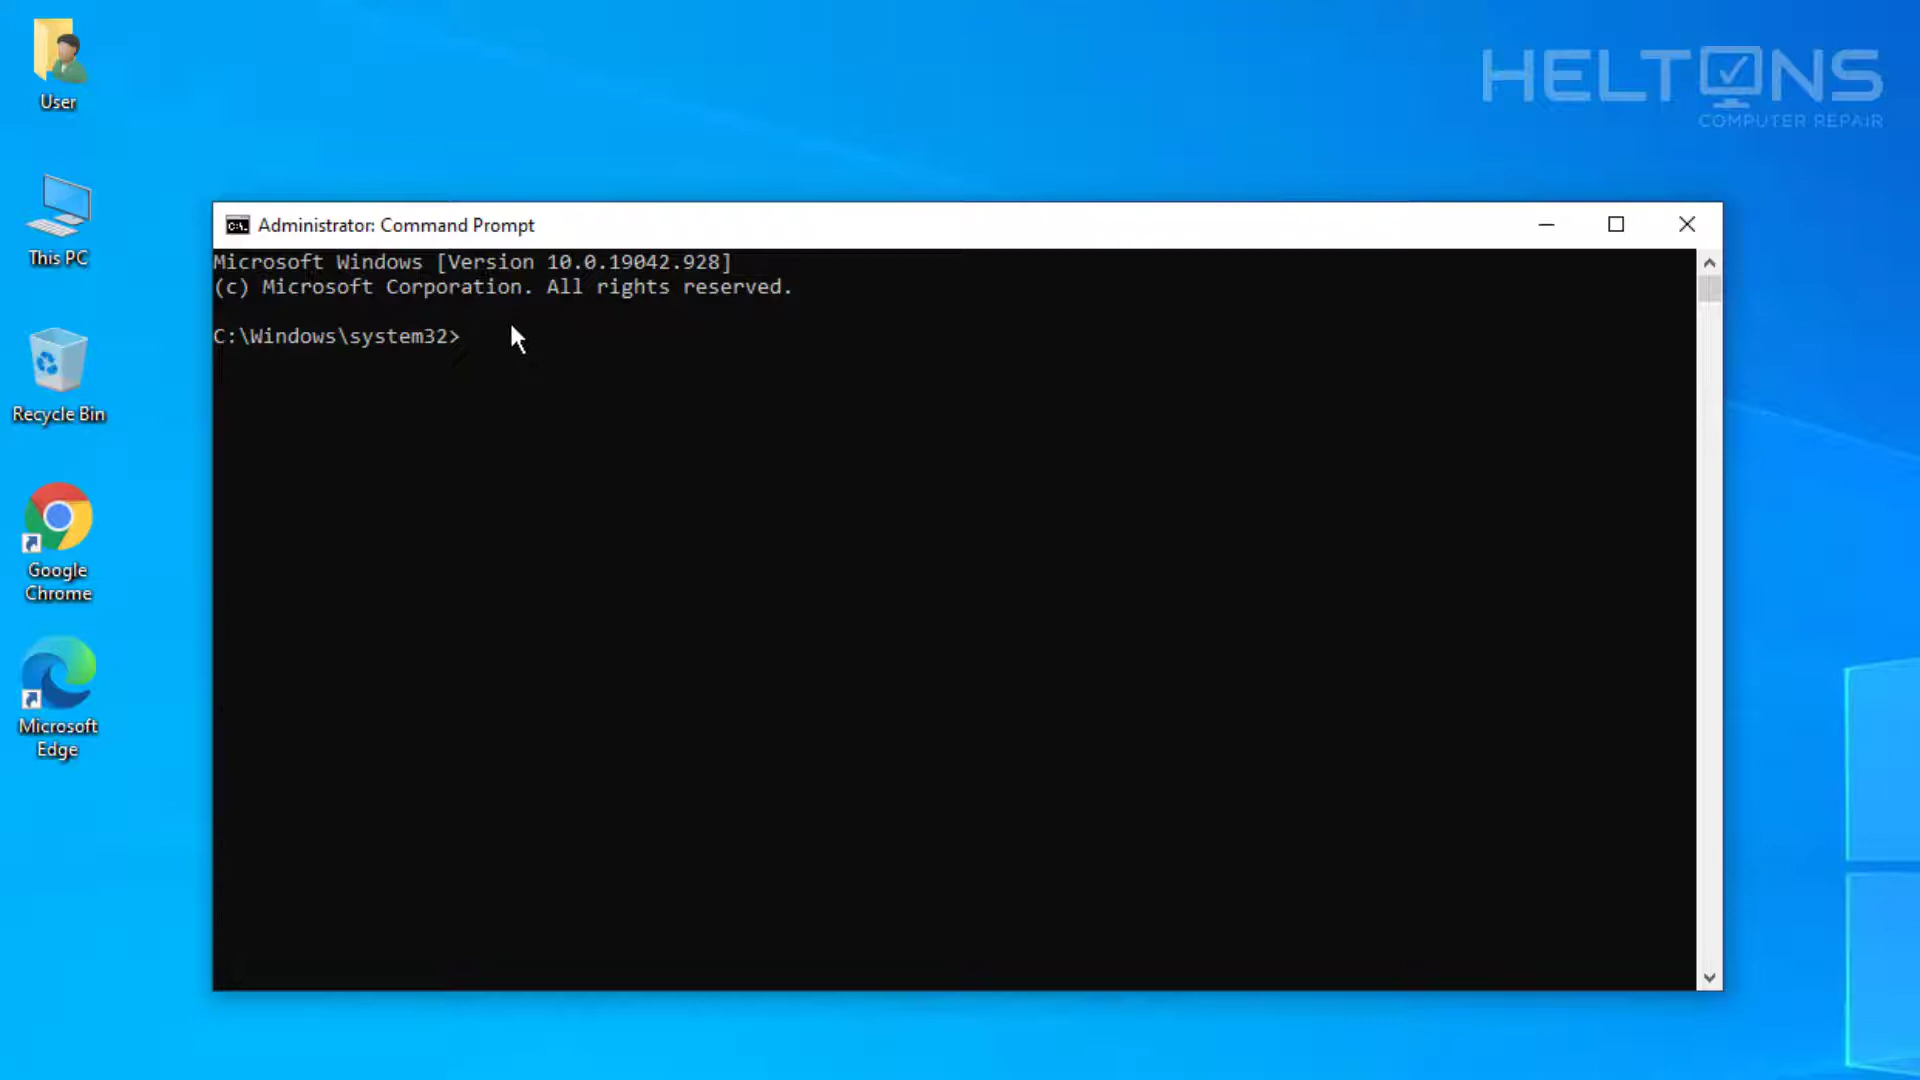 User
This PC
Recycle Bin
Google
Chrome
Microsoft
Edge
HELTONS
COMPUTER REPAIR
Administrator: Command Prompt
Microsoft Windows [Version 10.0.19042.928]
(c) Microsoft Corporation. All rights reserved.
C:\Windows\system32>